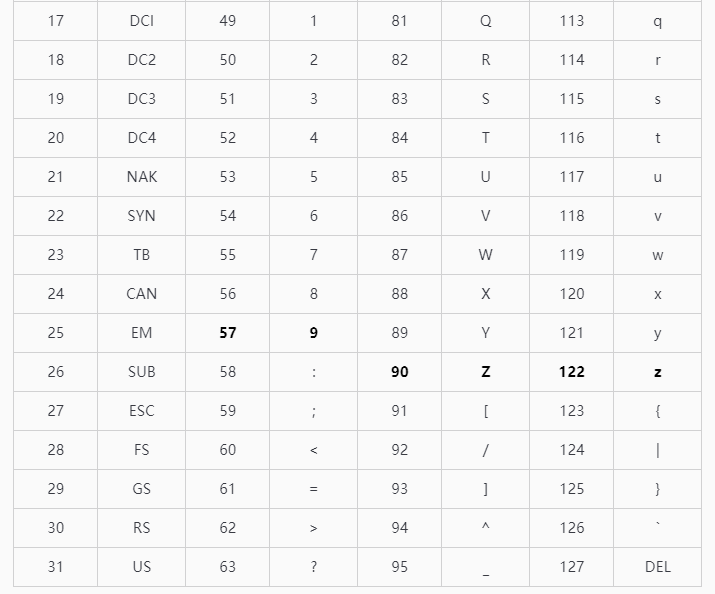 17 DCI 49 1 81 Q 113 q
18 DC2 50 2 82 R 114 r
19 DC3 51 3 83 S 115 s
20 DC4 52 4 84 T 116 t
21 NAK 53 5 85 U 117 u
22 SYN 54 6 86 V 118 v
23 TB 55 7 87 W 119 w
24 CAN 56 8 88 X 120 x
25 EM 57 9 89 Y 121 y
26 SUB 58 : 90 Z 122 z
27 ESC 59 ; 91 [ 123 {
28 FS 60 < 92 / 124 |
29 GS 61 = 93 ] 125 }
30 RS 62 > 94 ^ 126 `
31 US 63 ? 95 _ 127 DEL